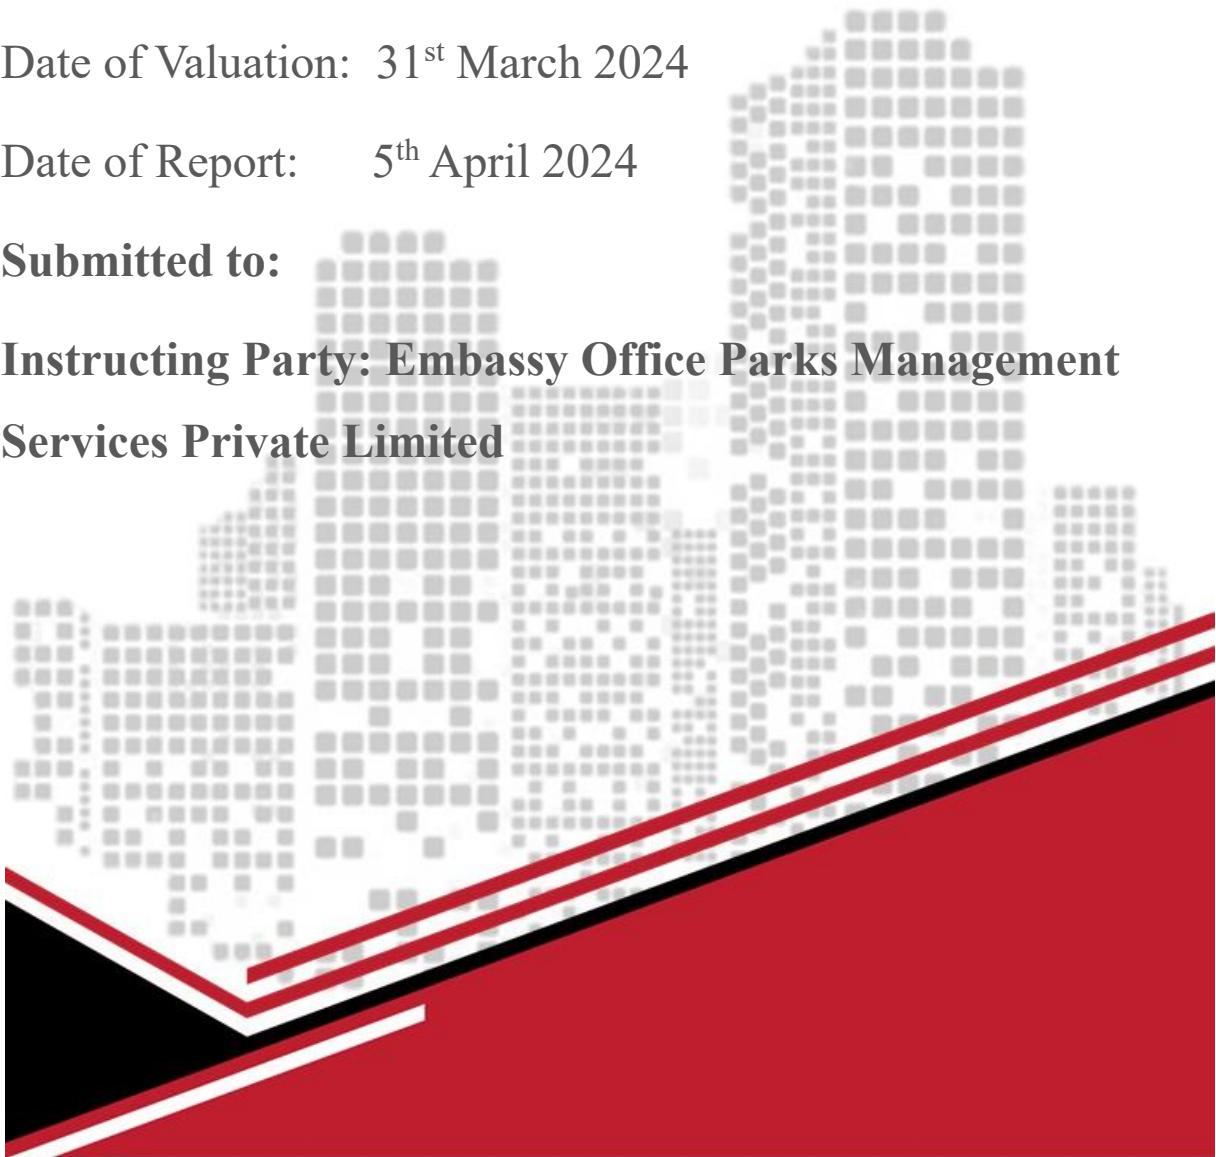 Date of Valuation: 31st March 2024
Date of Report: 5th April 2024
Submitted to:
Instructing Party: Embassy Office Parks Management
Services Private Limited